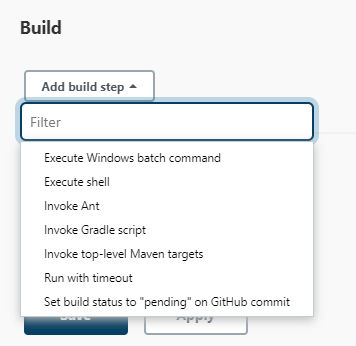 Build
Add build step
Filter
Execute Windows batch command
Execute shell
Invoke Ant
Invoke Gradle script
Invoke top-level Maven targets
Run with timeout
Set build status to "pending" on GitHub commit
Save Apply